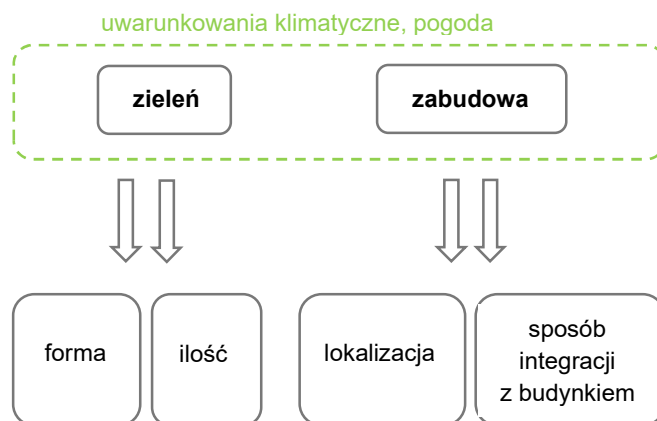 uwarunkowania klimatyczne, pogoda
zieleń
zabudowa
forma
ilość
lokalizacja
sposób
integracji
z budynkiem